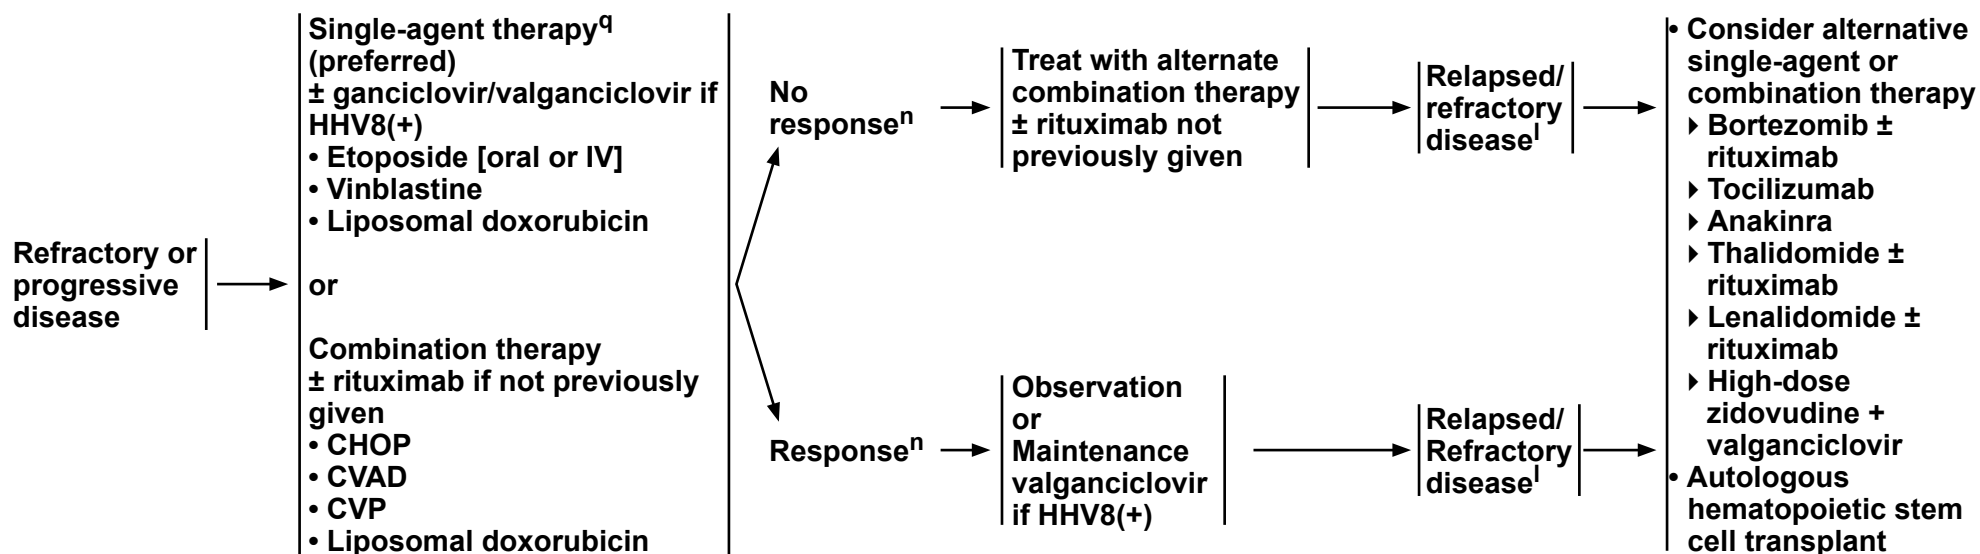 Refractory or
progressive
disease
Single-agent therapyq
(preferred)
± ganciclovir/valganciclovir if
HHV8(+)
• Etoposide [oral or IV]
• Vinblastine
• Liposomal doxorubicin
or
Combination therapy
± rituximab if not previously
given
• CHOP
• CVAD
• CVP
• Liposomal doxorubicin
No
responsen
Treat with alternate
combination therapy
± rituximab not
previously given
Relapsed/
refractory
diseasel
Responsen
Observation
or
Maintenance
valganciclovir
if HHV8(+)
Relapsed/
Refractory
diseasel
• Consider alternative
single-agent or
combination therapy
▸ Bortezomib ±
rituximab
▸ Tocilizumab
▸ Anakinra
▸ Thalidomide ±
rituximab
▸ Lenalidomide ±
rituximab
▸ High-dose
zidovudine +
valganciclovir
• Autologous
hematopoietic stem
cell transplant